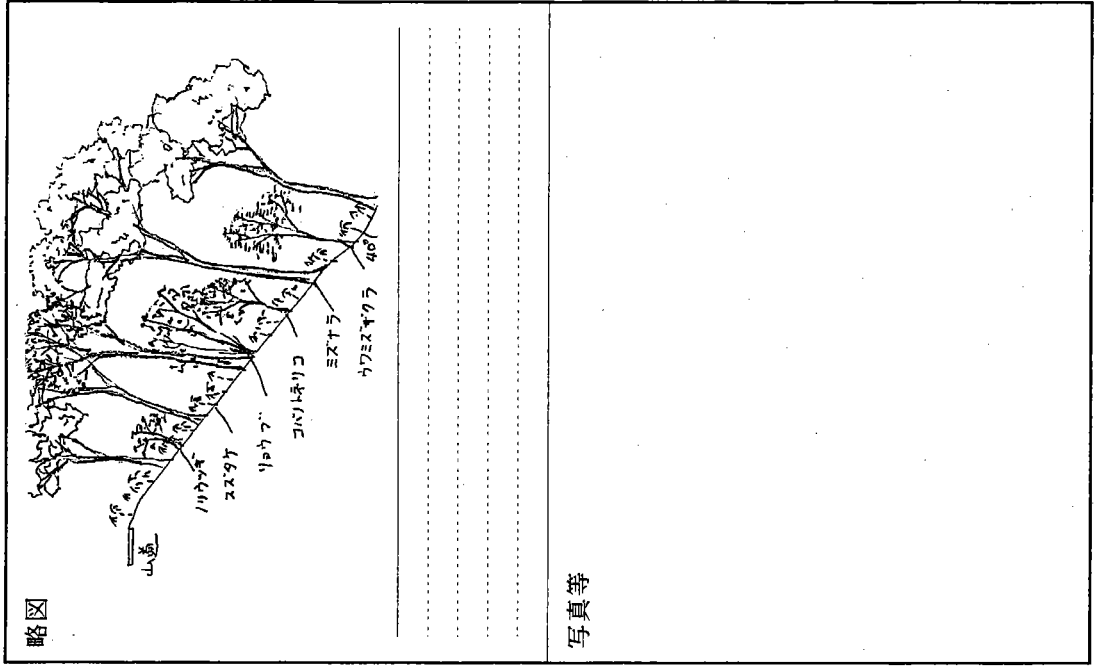 略図
山道
ノリウツギ
スズタケ
リョウブ
コバノトネリコ
ミズナラ
ウワミズザクラ
40°
写真等